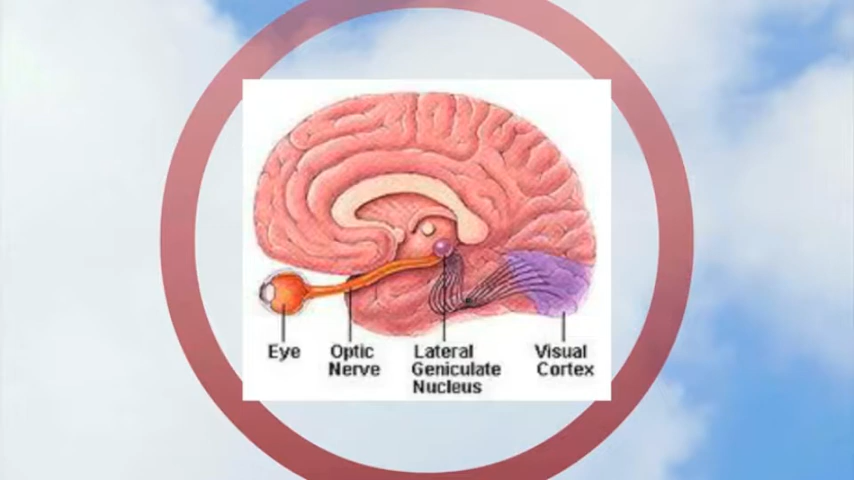 Eye
Optic
Nerve
Lateral
Geniculate
Nucleus
Visual
Cortex